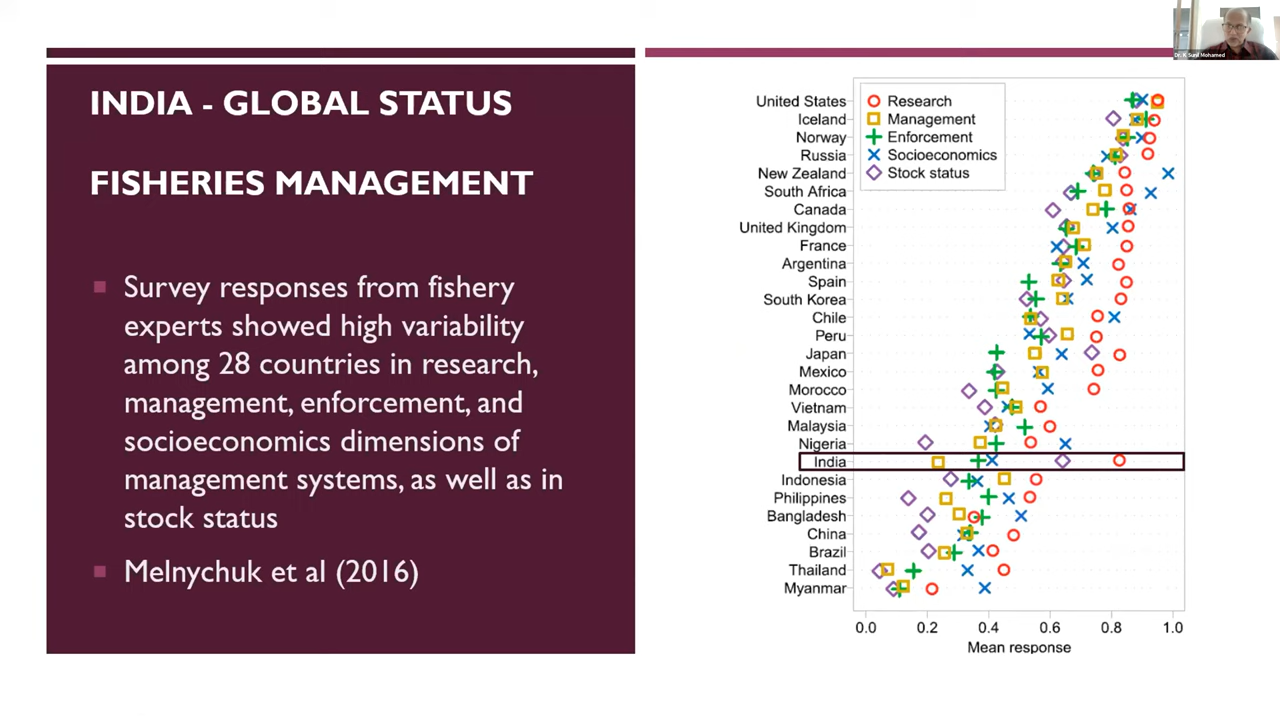 Dr. K Sunil Mohamed
INDIA - GLOBAL STATUS
FISHERIES MANAGEMENT
Survey responses from fishery
experts showed high variability
among 28 countries in research,
management, enforcement, and
socioeconomics dimensions of
management systems, as well as in
stock status
Melnychuk et al (2016)
Research
Management
Enforcement
Socioeconomics
Stock status
United States
Iceland
Norway
Russia
New Zealand
South Africa
Canada
United Kingdom
France
Argentina
Spain
South Korea
Chile
Peru
Japan
Mexico
Morocco
Vietnam
Malaysia
Nigeria
India
Indonesia
Philippines
Bangladesh
China
Brazil
Thailand
Myanmar
0.0 0.2 0.4 0.6 0.8 1.0
Mean response